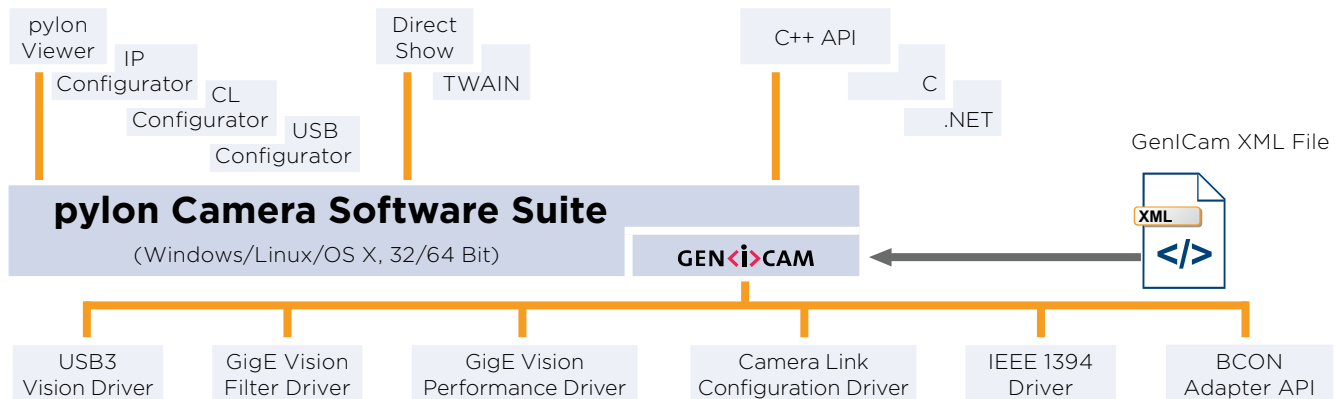 pylon
Viewer
IP
Configurator
CL
Configurator
USB
Configurator
Direct
Show
TWAIN
C++ API
C
.NET
GenICam XML File
XML
</>
pylon Camera Software Suite
(Windows/Linux/OS X, 32/64 Bit)
GEN<i>CAM
USB3
Vision Driver
GigE Vision
Filter Driver
GigE Vision
Performance Driver
Camera Link
Configuration Driver
IEEE 1394
Driver
BCON
Adapter API